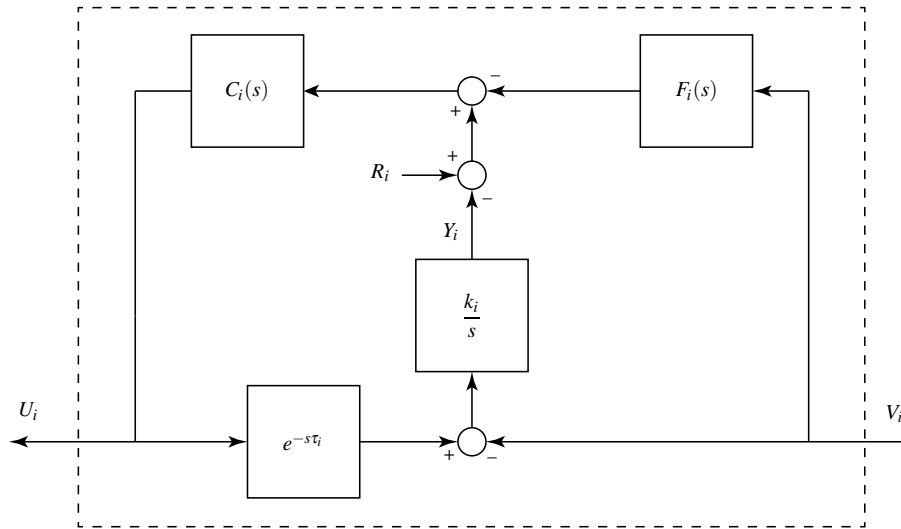 C_i(s)
−
F_i(s)
+
+
R_i
−
Y_i
k_i
s
U_i
V_i
e^{−sτ_i}
+
−